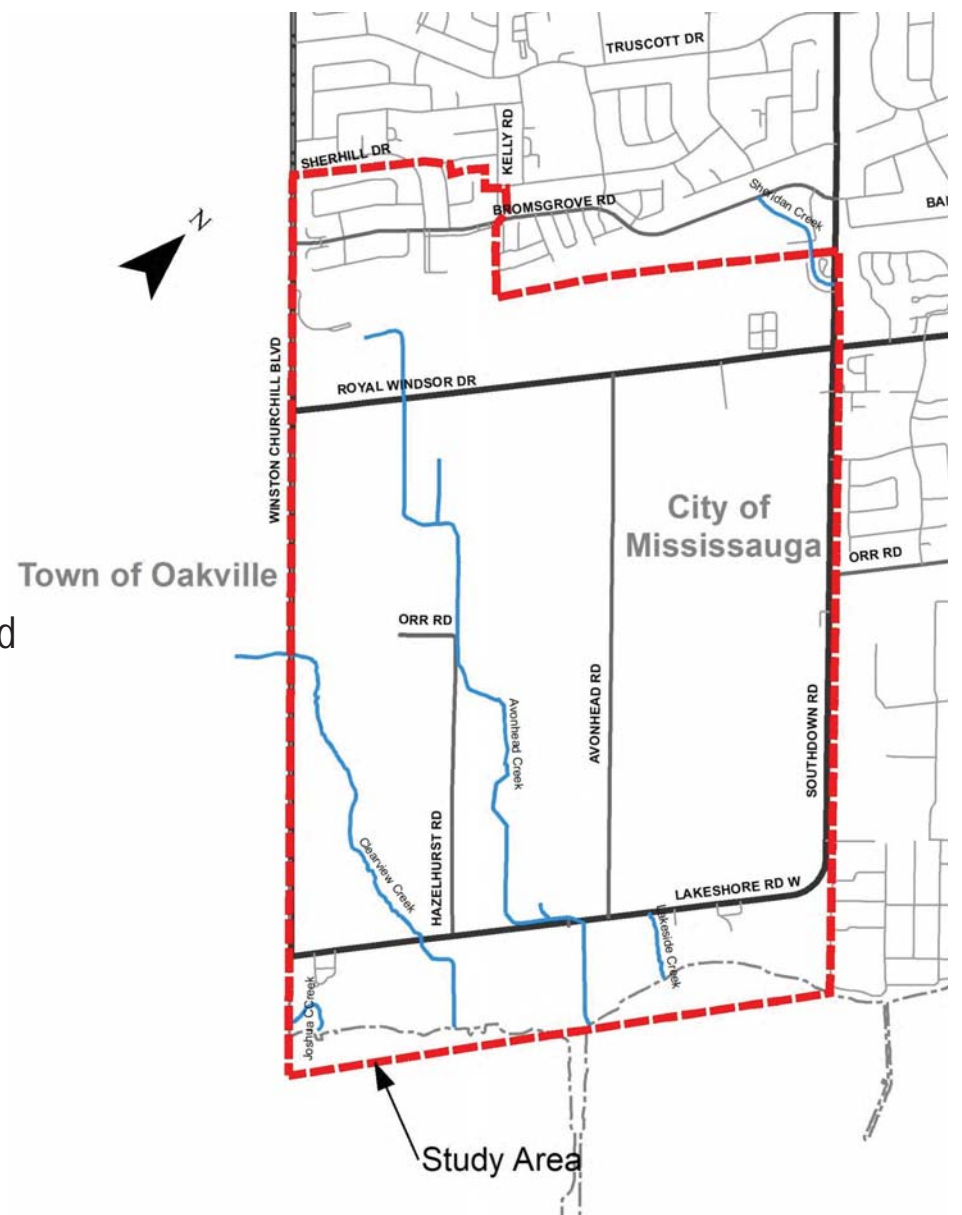 TRUSCOTT DR
KELLY RD
SHERHILL DR
BROMSGROVE RD
Sheridan Creek
BA
N
WINSTON CHURCHILL BLVD
ROYAL WINDSOR DR
City of
Mississauga
ORR RD
Town of Oakville
ORR RD
d
AVONHEAD RD
Avonhead Creek
SOUTHDOWN RD
HAZELHURST RD
Clearview Creek
LAKESHORE RD W
Lakeside Creek
Joshua CCreek
Study Area